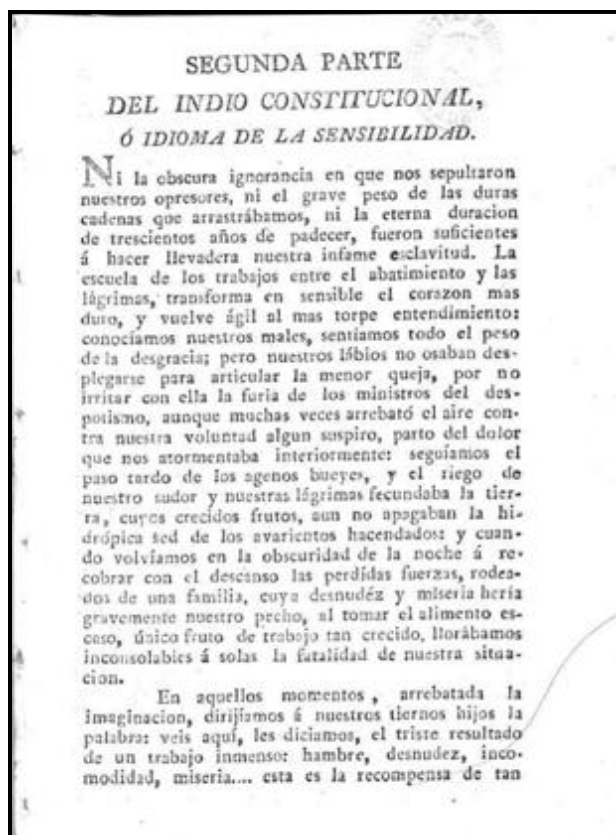 SEGUNDA PARTE
DEL INDIO CONSTITUCIONAL,
Ó IDIOMA DE LA SENSIBILIDAD.
Ni la obscura ignorancia en que nos sepultaron
nuestros opresores, ni el grave peso de las duras
cadenas que arrastrábamos, ni la eterna duracion
de trescientos años de padecer, fueron suficientes
á hacer llevadera nuestra infame esclavitud. La
escuela de los trabajos entre el abatimiento y las
lágrimas, transforma en sensible el corazon mas
duro, y vuelve ágil al mas torpe entendimiento:
conociamos nuestros males, sentiamos todo el peso
de la desgracia; pero nuestros lábios no osaban des-
plegarse para articular la menor queja, por no
irritar con ella la furia de los ministros del des-
potismo, aunque muchas veces arrebató el aire con-
tra nuestra voluntad algun suspiro, parto del dolor
que nos atormentaba interiormente: seguiamos el
paso tardo de los agenos bueyes, y el riego de
nuestro sudor y nuestras lágrimas fecundaba la tier-
ra, cuyos crecidos frutos, aun no apagaban la hi-
drópica sed de los avarientos hacendados: y cuan-
do volviamos en la obscuridad de la noche á re-
cobrar con el descanso las perdidas fuerzas, rodea-
dos de una familia, cuya desnudéz y miseria heria
gravemente nuestro pecho, al tomar el alimento es-
caso, único fruto de trabajo tan crecido, llorábamos
inconsolables á solas la fatalidad de nuestra situa-
cion.
En aquellos momentos, arrebatada la
imaginacion, dirijiamos á nuestros tiernos hijos la
palabra: veis aquí, les diciamos, el triste resultado
de un trabajo inmenso: hambre, desnudez, inco-
modidad, miseria.... esta es la recompensa de tan